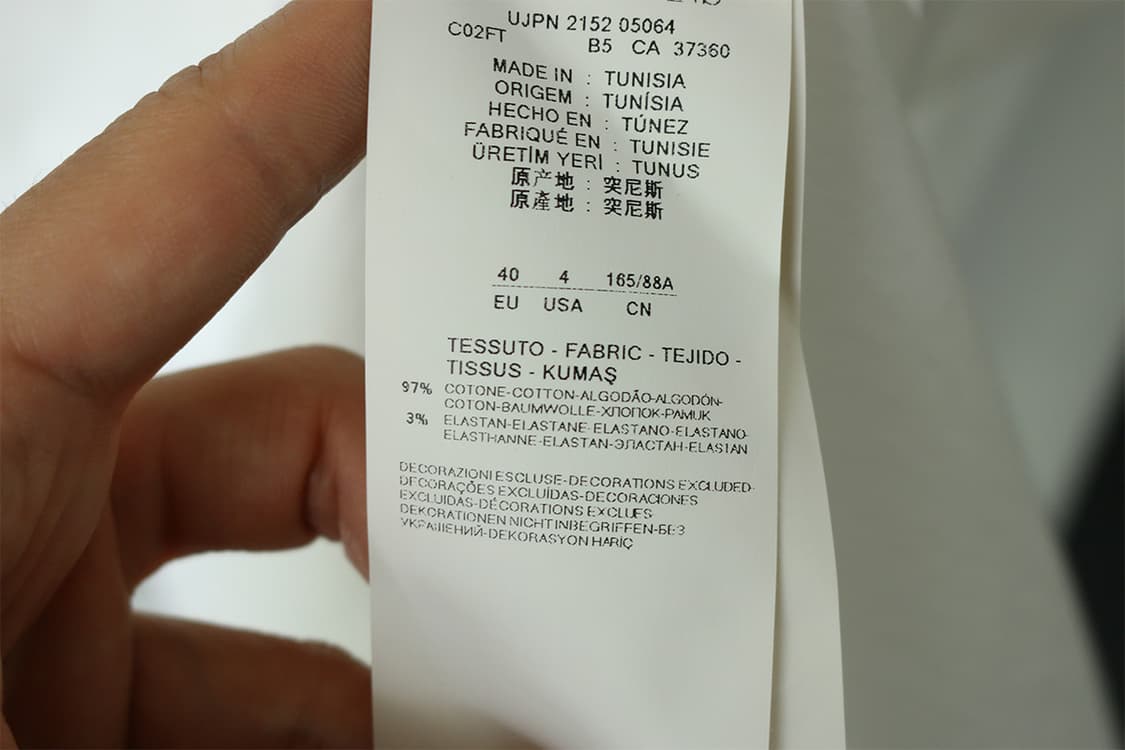 UJPN 2152 05064
C02FT B5 CA 37360
MADE IN : TUNISIA
ORIGEM : TUNÍSIA
HECHO EN : TÚNEZ
FABRIQUÉ EN : TUNISIE
ÜRETİM YERİ : TUNUS
原产地 : 突尼斯
原產地 : 突尼斯
40 4 165/88A
EU USA CN
TESSUTO - FABRIC - TEJIDO -
TISSUS - KUMAŞ
97% COTONE-COTTON-ALGODÃO-ALGODÓN-
COTON-BAUMWOLLE-ХЛОПОК-PAMUK
3% ELASTAN-ELASTANE-ELASTANO-ELASTANO-
ELASTHANNE-ELASTAN-ЭЛАСТАН-ELASTAN
DECORAZIONI ESCLUSE-DECORATIONS EXCLUDED-
DECORAÇÕES EXCLUÍDAS-DECORACIONES
EXCLUIDAS-DÉCORATIONS EXCLUES
DEKORATIONEN NICHT INBEGRIFFEN-БЕЗ
УКРАШЕНИЙ-DEKORASYON HARİÇ